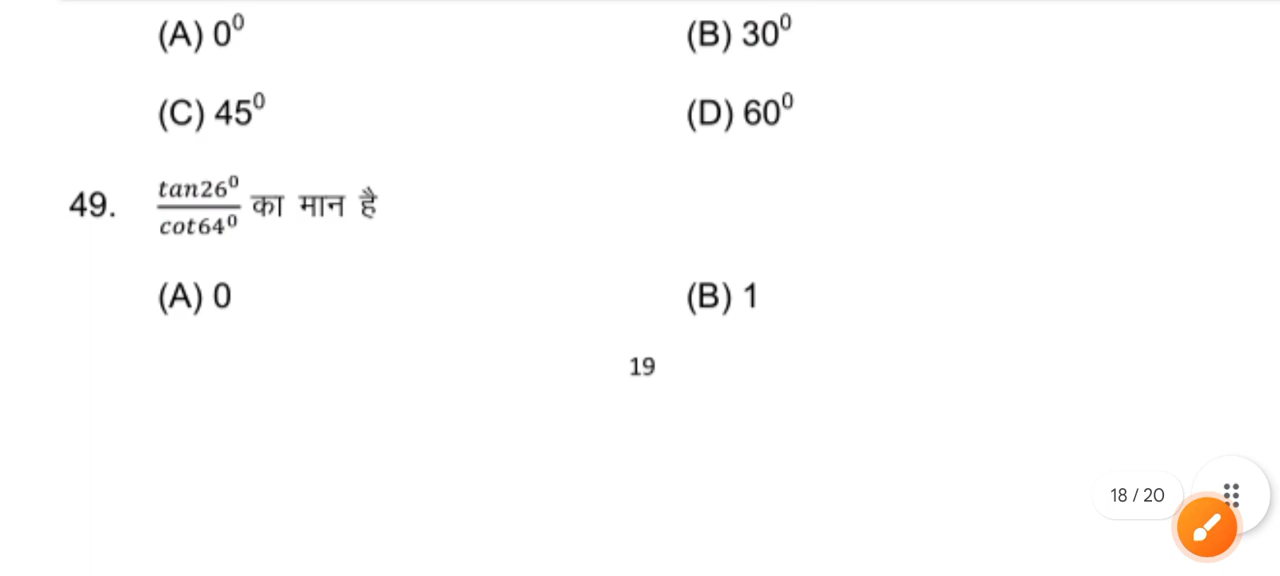 (A) 0⁰ (B) 30⁰
(C) 45⁰ (D) 60⁰
49. tan26⁰/cot64⁰ का मान है
(A) 0 (B) 1
19
18 / 20